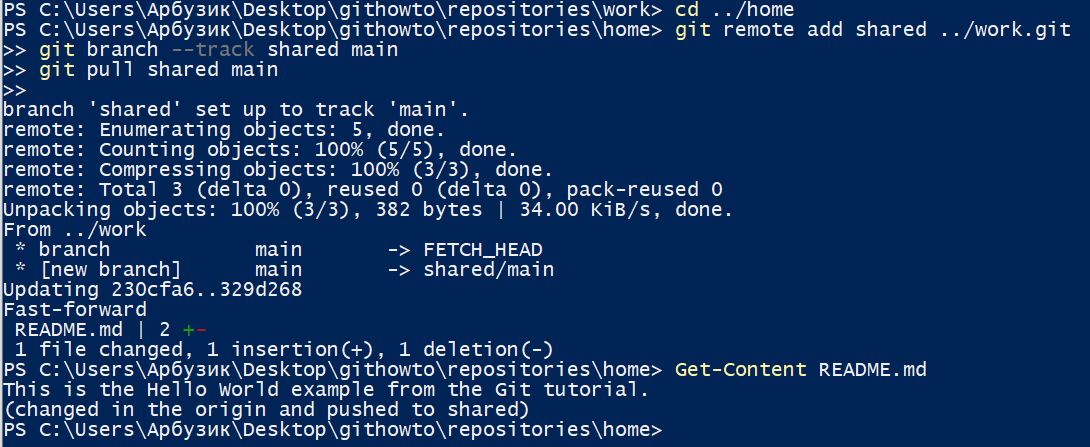 PS C:\Users\Арбузик\Desktop\githowto\repositories\work> cd ../home
PS C:\Users\Арбузик\Desktop\githowto\repositories\home> git remote add shared ../work.git
>> git branch --track shared main
>> git pull shared main
>>
branch 'shared' set up to track 'main'.
remote: Enumerating objects: 5, done.
remote: Counting objects: 100% (5/5), done.
remote: Compressing objects: 100% (3/3), done.
remote: Total 3 (delta 0), reused 0 (delta 0), pack-reused 0
Unpacking objects: 100% (3/3), 382 bytes | 34.00 KiB/s, done.
From ../work
 * branch            main       -> FETCH_HEAD
 * [new branch]      main       -> shared/main
Updating 230cfa6..329d268
Fast-forward
 README.md | 2 +-
 1 file changed, 1 insertion(+), 1 deletion(-)
PS C:\Users\Арбузик\Desktop\githowto\repositories\home> Get-Content README.md
This is the Hello World example from the Git tutorial.
(changed in the origin and pushed to shared)
PS C:\Users\Арбузик\Desktop\githowto\repositories\home>